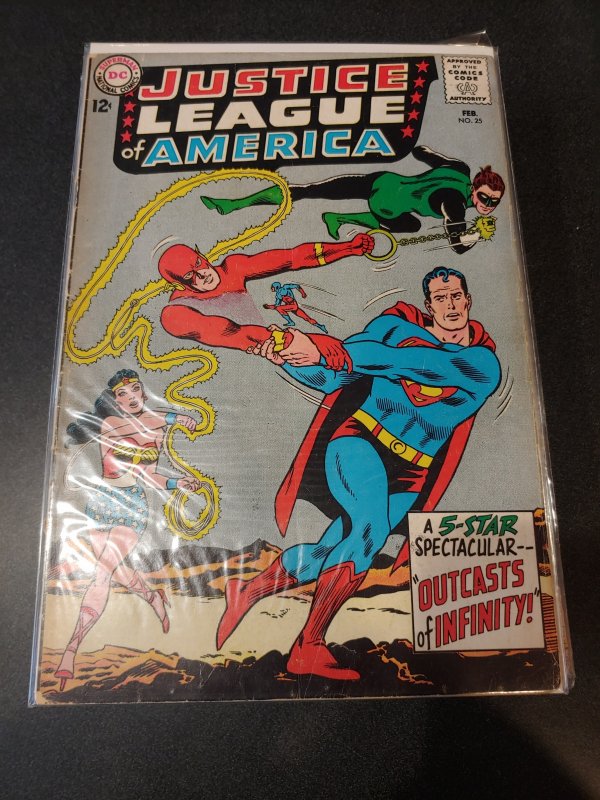 SUPERMAN
DC
NATIONAL COMICS
12¢
JUSTICE
LEAGUE
of AMERICA
APPROVED
BY THE
COMICS
CODE
AUTHORITY
FEB.
NO. 25
A 5-STAR
SPECTACULAR--
"OUTCASTS
of INFINITY!"